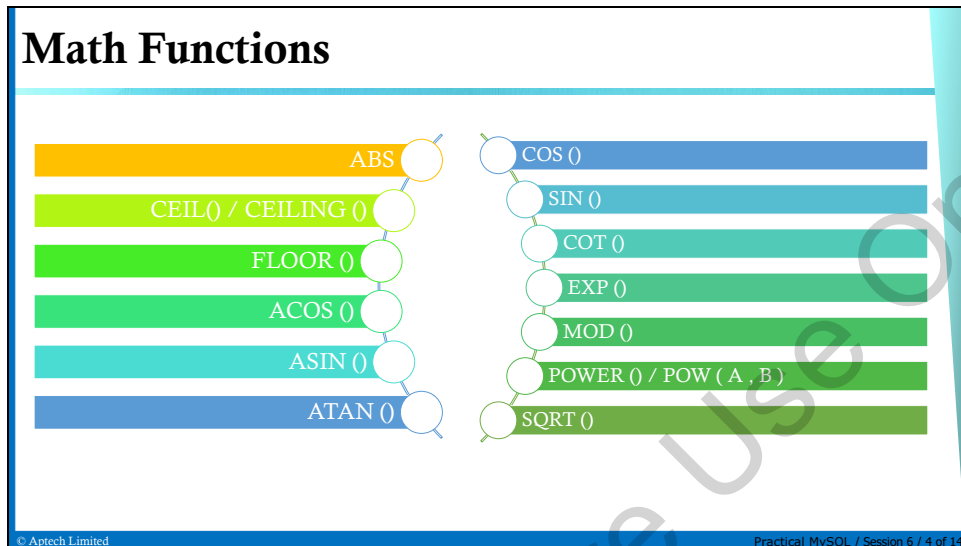 Math Functions
ABS
CEIL() / CEILING ()
FLOOR ()
ACOS ()
ASIN ()
ATAN ()
COS ()
SIN ()
COT ()
EXP ()
MOD ()
POWER () / POW ( A , B )
SQRT ()
Use
© Aptech Limited
Practical MySQL / Session 6 / 4 of 14